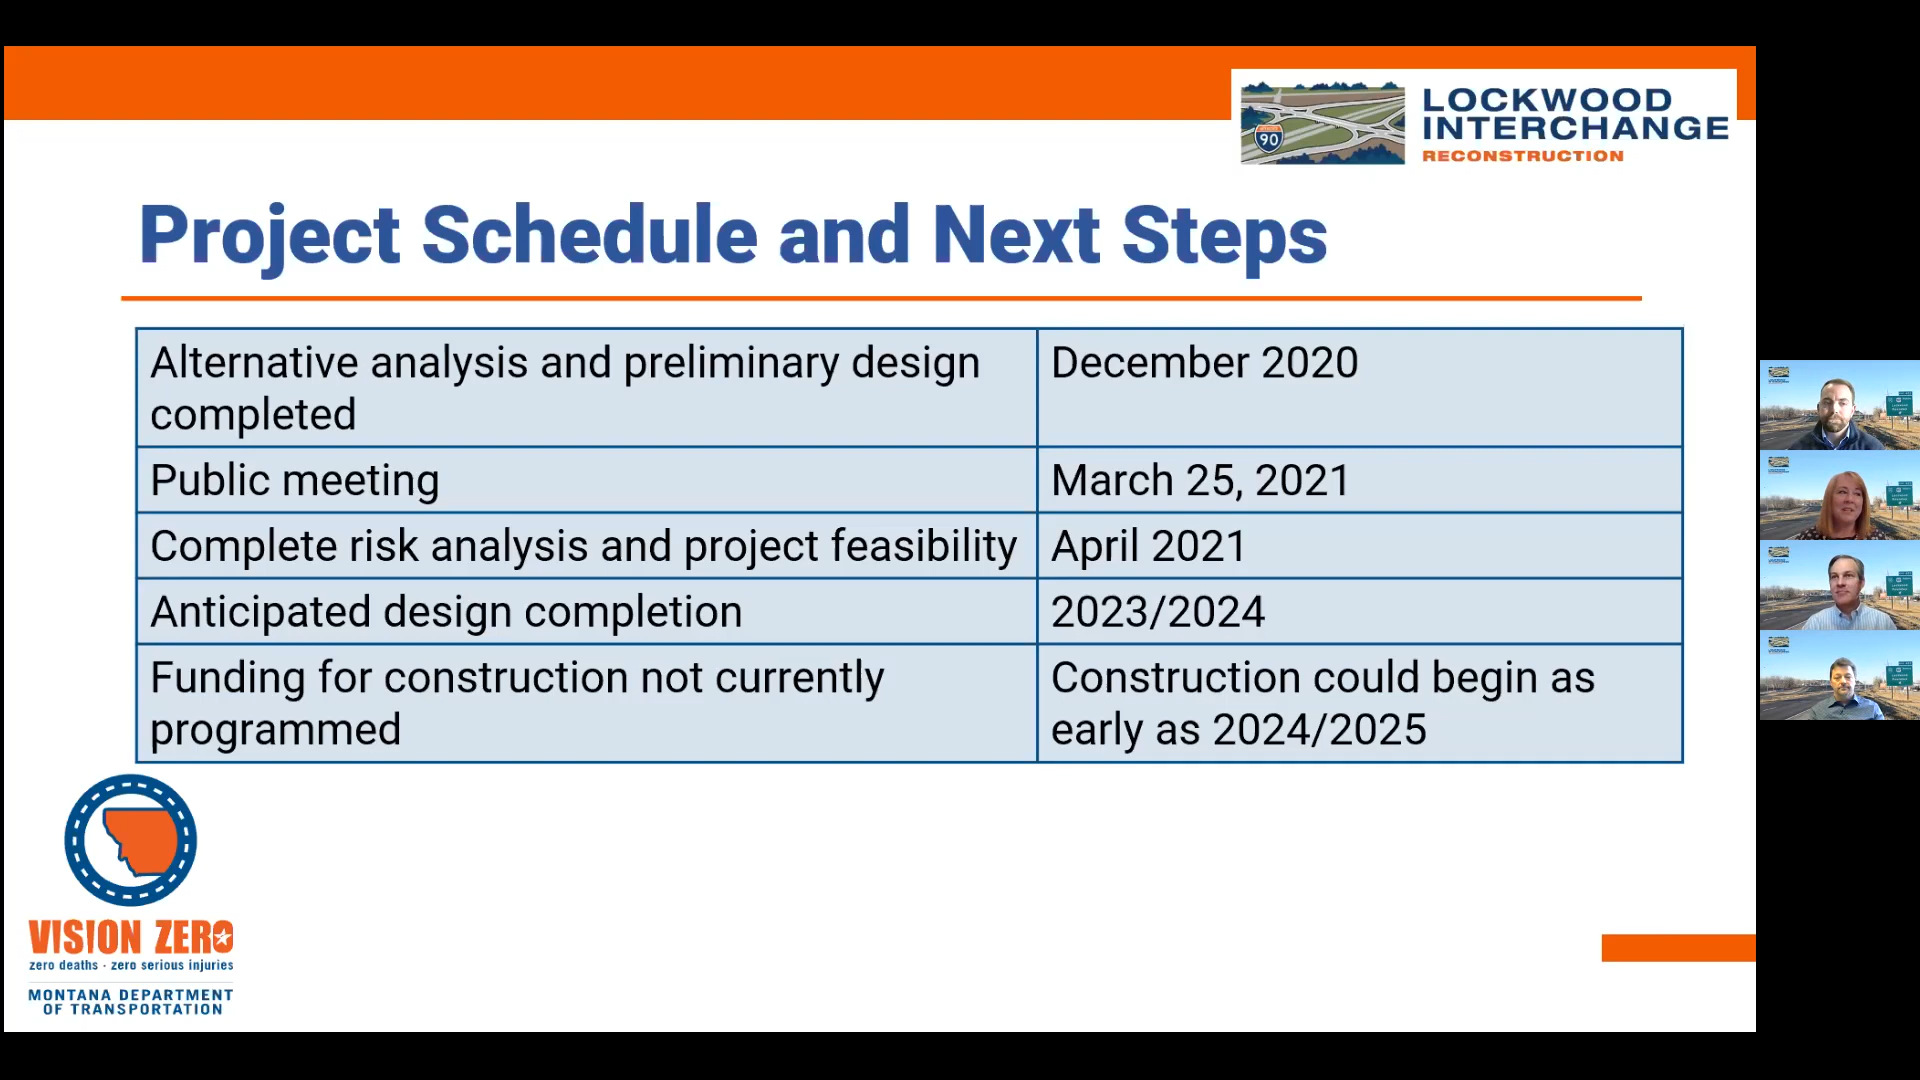 LOCKWOOD
INTERCHANGE
RECONSTRUCTION
90
Project Schedule and Next Steps
Alternative analysis and preliminary design
completed
December 2020
Public meeting
March 25, 2021
Complete risk analysis and project feasibility
April 2021
Anticipated design completion
2023/2024
Funding for construction not currently
programmed
Construction could begin as
early as 2024/2025
VISION ZERO
zero deaths · zero serious injuries
MONTANA DEPARTMENT
OF TRANSPORTATION